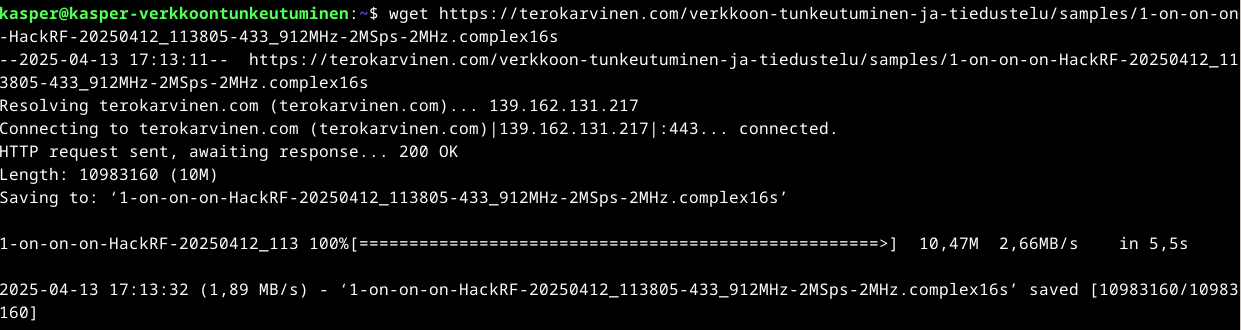 kasper@kasper-verkkoontunkeutuminen:~$ wget https://terokarvinen.com/verkkoon-tunkeutuminen-ja-tiedustelu/samples/1-on-on-on
-HackRF-20250412_113805-433_912MHz-2MSps-2MHz.complex16s
--2025-04-13 17:13:11--  https://terokarvinen.com/verkkoon-tunkeutuminen-ja-tiedustelu/samples/1-on-on-on-HackRF-20250412_11
3805-433_912MHz-2MSps-2MHz.complex16s
Resolving terokarvinen.com (terokarvinen.com)... 139.162.131.217
Connecting to terokarvinen.com (terokarvinen.com)|139.162.131.217|:443... connected.
HTTP request sent, awaiting response... 200 OK
Length: 10983160 (10M)
Saving to: ‘1-on-on-on-HackRF-20250412_113805-433_912MHz-2MSps-2MHz.complex16s’
1-on-on-on-HackRF-20250412_113 100%[====================================================>]  10,47M  2,66MB/s    in 5,5s
2025-04-13 17:13:32 (1,89 MB/s) - ‘1-on-on-on-HackRF-20250412_113805-433_912MHz-2MSps-2MHz.complex16s’ saved [10983160/10983
160]